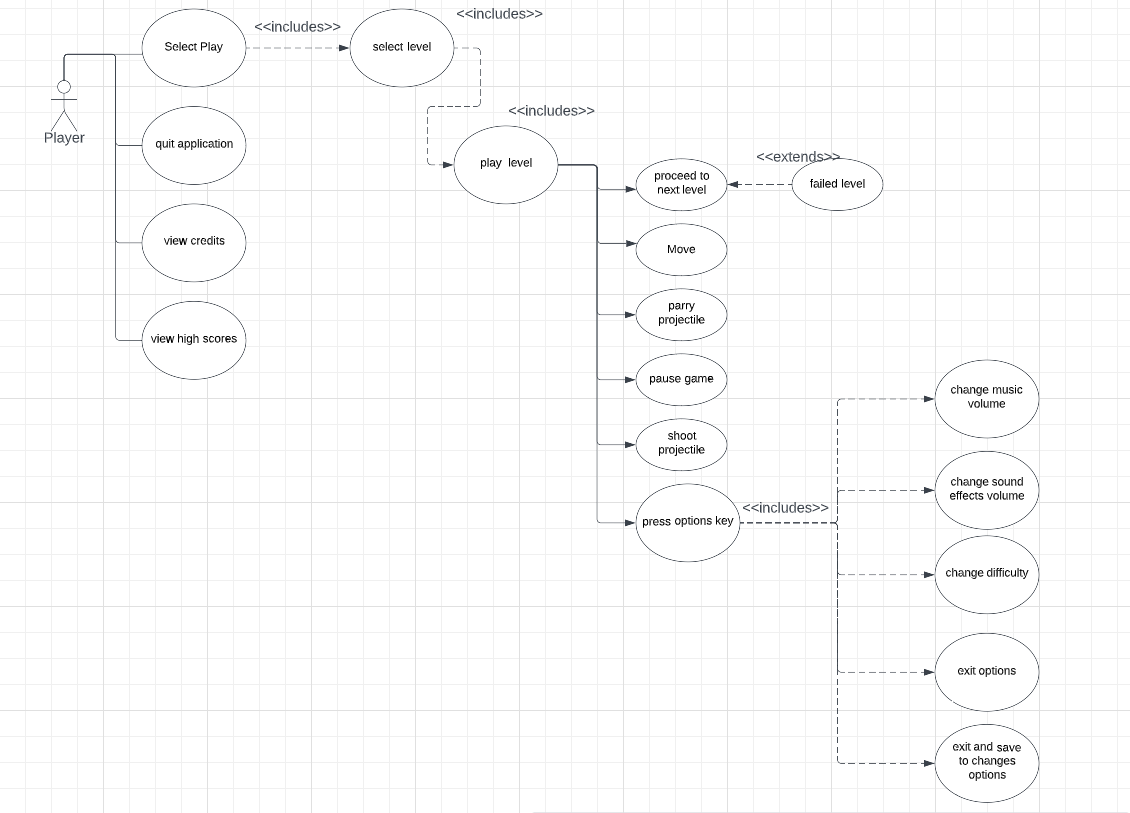 <<includes>>
<<includes>>
Select Play
select level
<<includes>>
Player
quit application
play level
<<extends>>
proceed to
next level
failed level
view credits
Move
parry
projectile
view high scores
pause game
change music
volume
shoot
projectile
change sound
effects volume
<<includes>>
press options key
change difficulty
exit options
exit and save
to changes
options